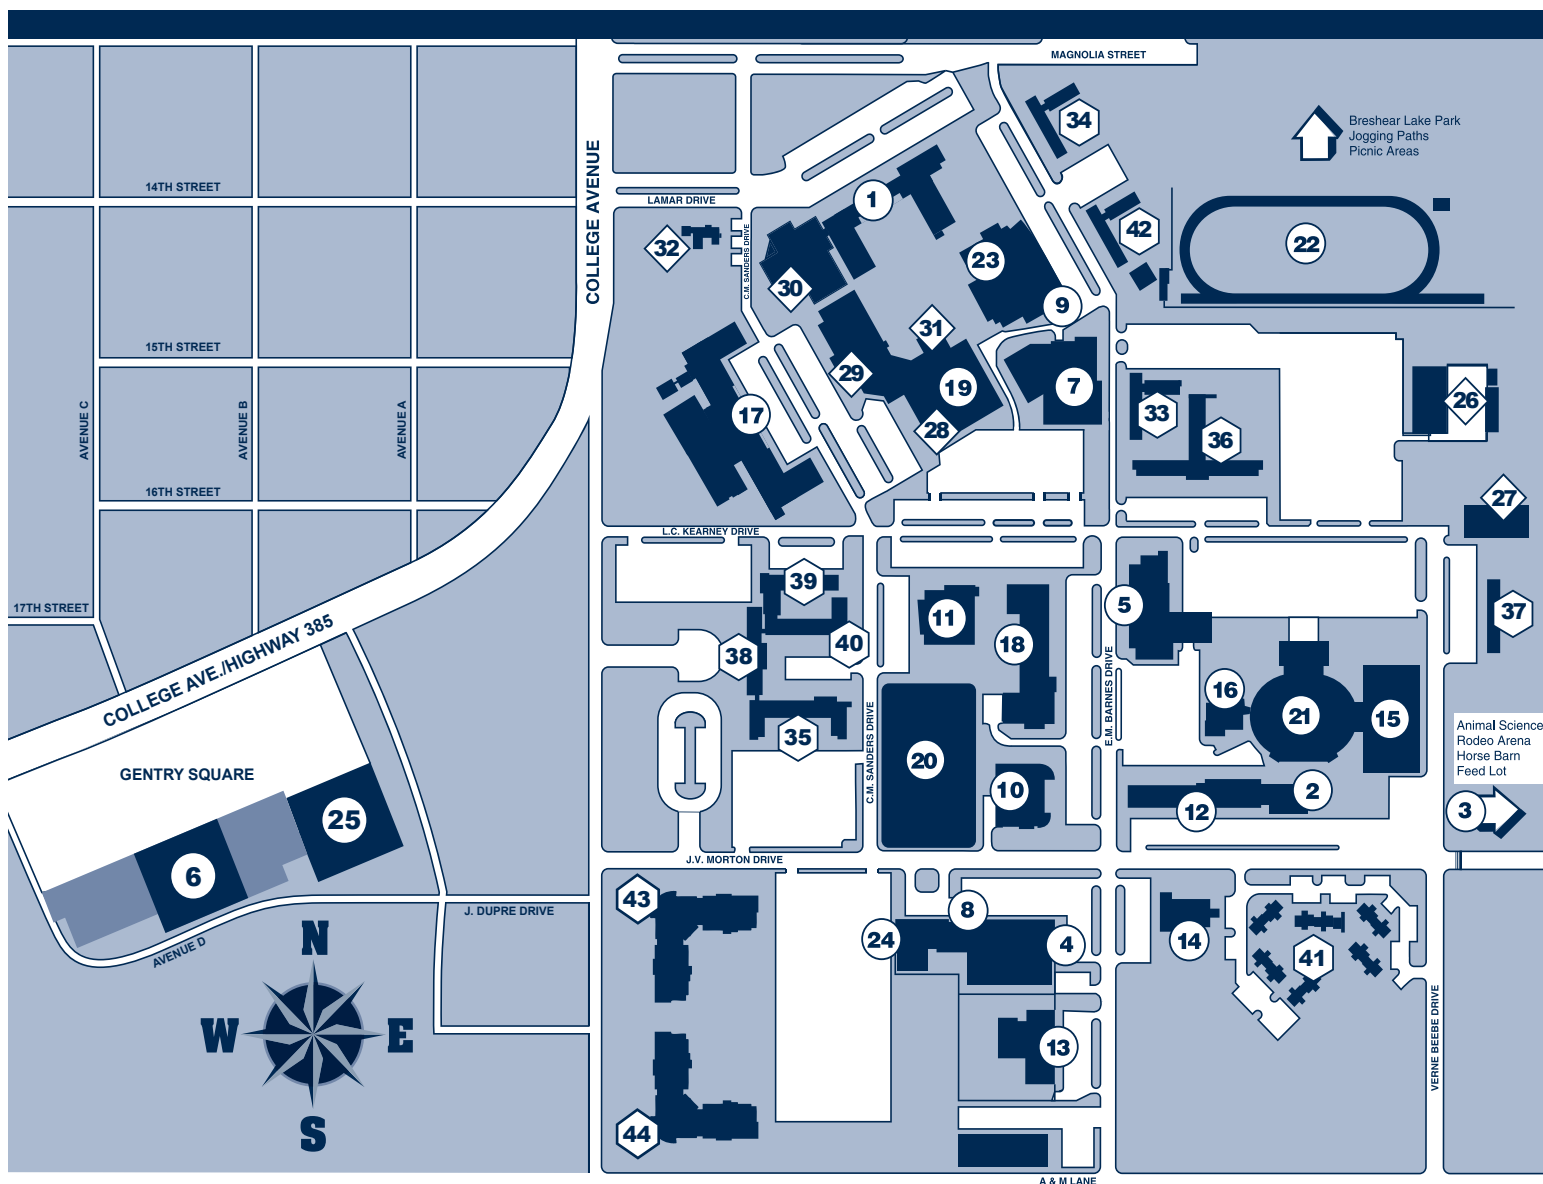 MAGNOLIA STREET
34
Breshear Lake Park
Jogging Paths
Picnic Areas
14TH STREET
COLLEGE AVENUE
LAMAR DRIVE
1
32
C.M. SANDERS DRIVE
30
23
42
22
9
31
15TH STREET
29
19
7
28
17
33
36
26
AVENUE C
AVENUE B
AVENUE A
16TH STREET
27
L.C. KEARNEY DRIVE
39
11
5
37
17TH STREET
COLLEGE AVE./HIGHWAY 385
38
40
18
16
21
15
35
C.M. SANDERS DRIVE
20
E.M. BARNES DRIVE
10
12
2
Animal Science
Rodeo Arena
Horse Barn
Feed Lot
3
GENTRY SQUARE
25
6
J.V. MORTON DRIVE
43
J. DUPRE DRIVE
AVENUE D
8
24
4
14
41
N
W
E
S
13
VERNE BEEBE DRIVE
44
A & M LANE